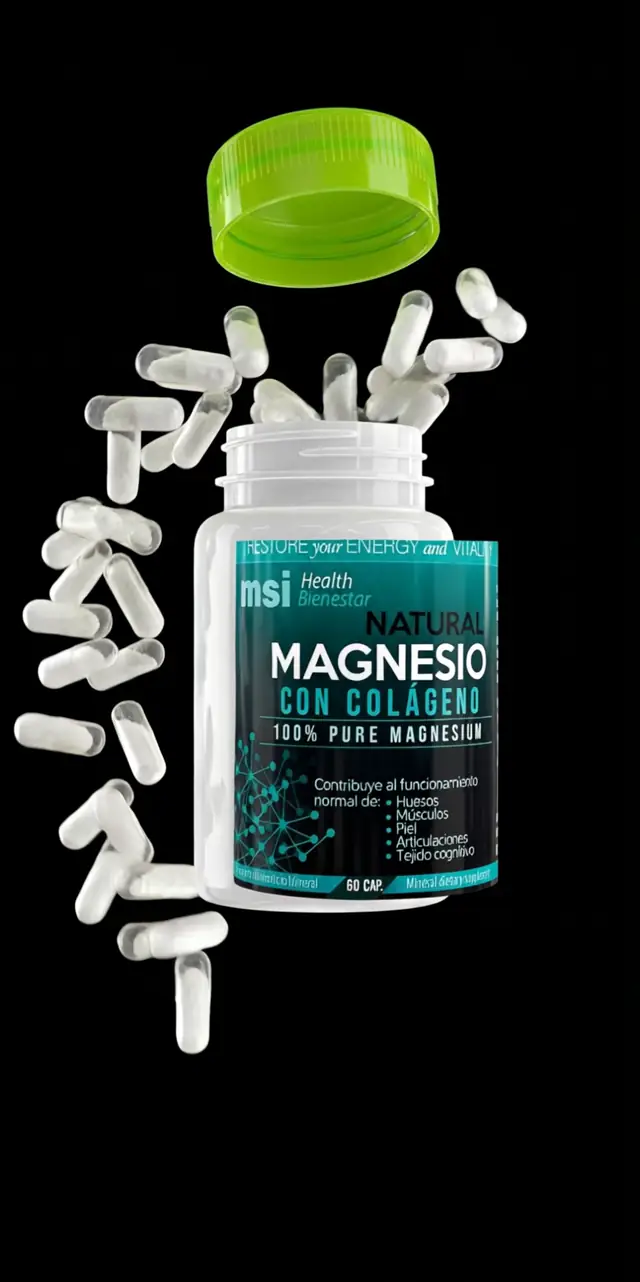 RESTORE your ENERGY and VITALITY
msi Health
Bienestar
NATURAL
MAGNESIO
CON COLÁGENO
100% PURE MAGNESIUM
Contribuye al funcionamiento
normal de:
• Huesos
• Músculos
• Piel
• Articulaciones
• Tejido cognitivo
60 CAP.
Mineral dietary supplement